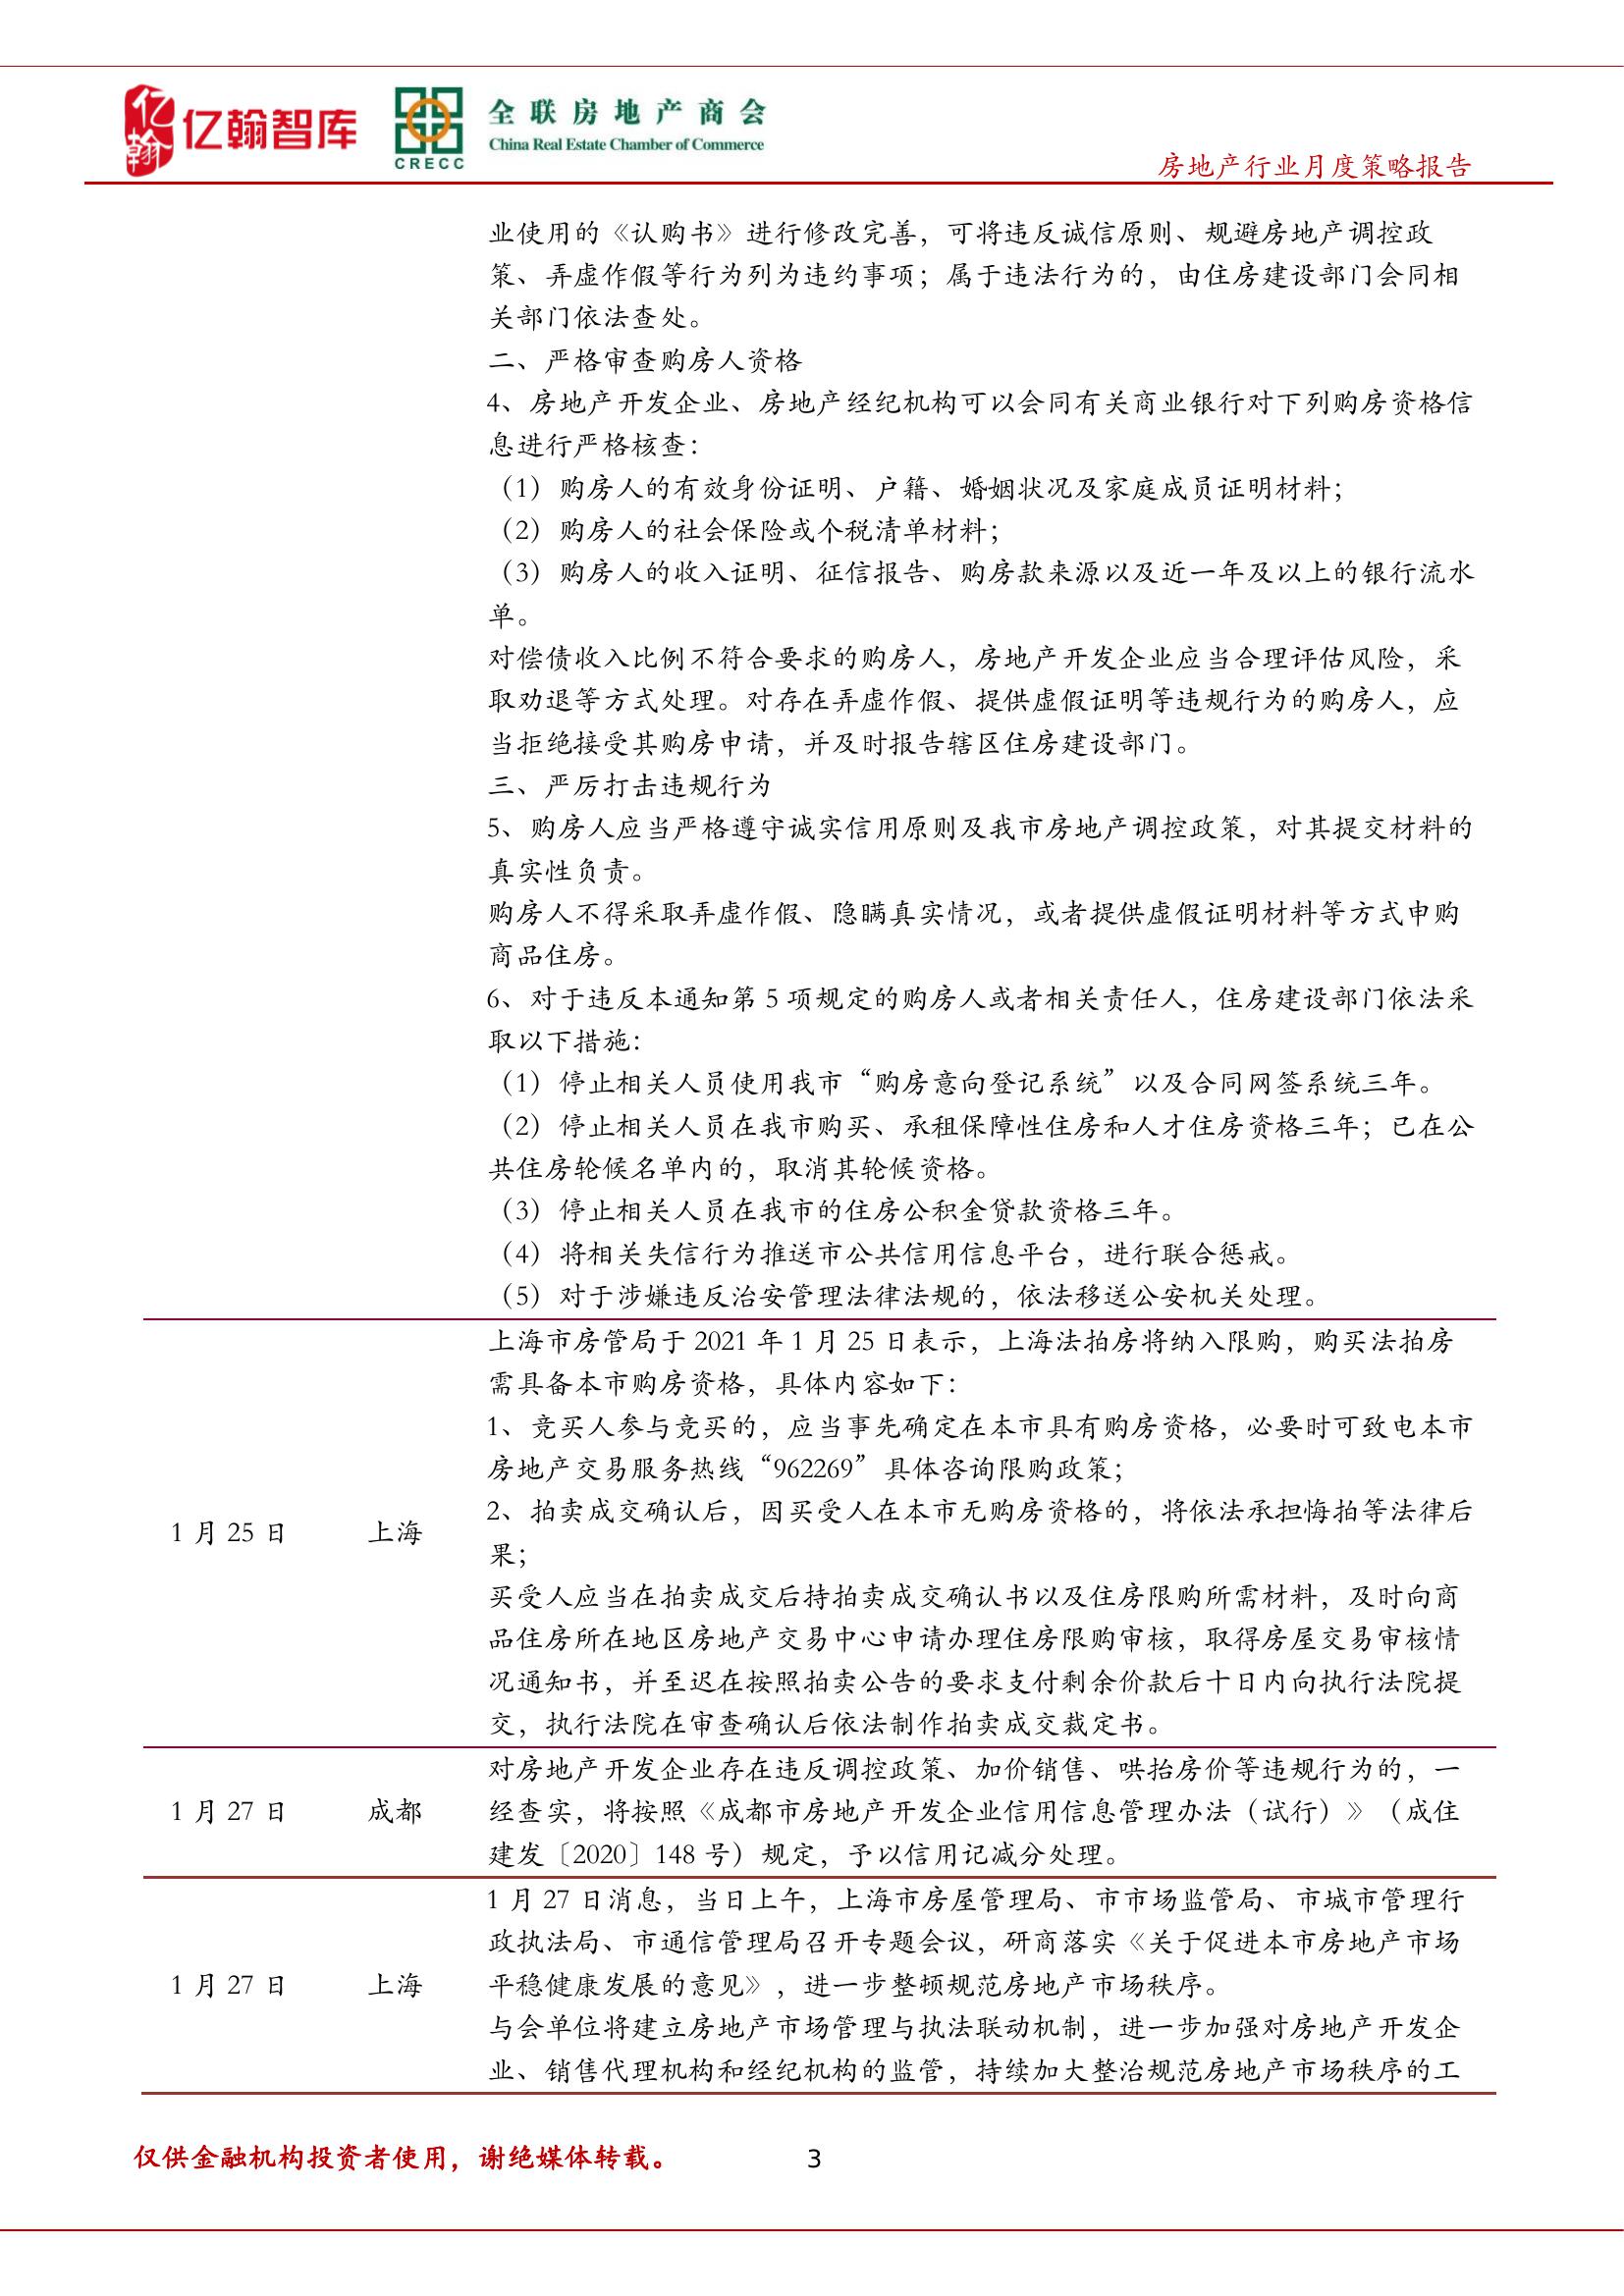 亿翰
亿翰智库
CRECC
全联房地产商会
China Real Estate Chamber of Commerce
房地产行业月度策略报告
业使用的《认购书》进行修改完善，可将违反诚信原则、规避房地产调控政
策、弄虚作假等行为列为违约事项；属于违法行为的，由住房建设部门会同相
关部门依法查处。
二、严格审查购房人资格
4、房地产开发企业、房地产经纪机构可以会同有关商业银行对下列购房资格信
息进行严格核查：
（1）购房人的有效身份证明、户籍、婚姻状况及家庭成员证明材料；
（2）购房人的社会保险或个税清单材料；
（3）购房人的收入证明、征信报告、购房款来源以及近一年及以上的银行流水
单。
对偿债收入比例不符合要求的购房人，房地产开发企业应当合理评估风险，采
取劝退等方式处理。对存在弄虚作假、提供虚假证明等违规行为的购房人，应
当拒绝接受其购房申请，并及时报告辖区住房建设部门。
三、严厉打击违规行为
5、购房人应当严格遵守诚实信用原则及我市房地产调控政策，对其提交材料的
真实性负责。
购房人不得采取弄虚作假、隐瞒真实情况，或者提供虚假证明材料等方式申购
商品住房。
6、对于违反本通知第 5 项规定的购房人或者相关责任人，住房建设部门依法采
取以下措施：
（1）停止相关人员使用我市“购房意向登记系统”以及合同网签系统三年。
（2）停止相关人员在我市购买、承租保障性住房和人才住房资格三年；已在公
共住房轮候名单内的，取消其轮候资格。
（3）停止相关人员在我市的住房公积金贷款资格三年。
（4）将相关失信行为推送市公共信用信息平台，进行联合惩戒。
（5）对于涉嫌违反治安管理法律法规的，依法移送公安机关处理。
1 月 25 日
上海
上海市房管局于 2021 年 1 月 25 日表示，上海法拍房将纳入限购，购买法拍房
需具备本市购房资格，具体内容如下：
1、竞买人参与竞买的，应当事先确定在本市具有购房资格，必要时可致电本市
房地产交易服务热线“962269”具体咨询限购政策；
2、拍卖成交确认后，因买受人在本市无购房资格的，将依法承担悔拍等法律后
果；
买受人应当在拍卖成交后持拍卖成交确认书以及住房限购所需材料，及时向商
品住房所在地区房地产交易中心申请办理住房限购审核，取得房屋交易审核情
况通知书，并至迟在按照拍卖公告的要求支付剩余价款后十日内向执行法院提
交，执行法院在审查确认后依法制作拍卖成交裁定书。
1 月 27 日
成都
对房地产开发企业存在违反调控政策、加价销售、哄抬房价等违规行为的，一
经查实，将按照《成都市房地产开发企业信用信息管理办法（试行）》（成住
建发〔2020〕148 号）规定，予以信用记减分处理。
1 月 27 日
上海
1 月 27 日消息，当日上午，上海市房屋管理局、市市场监管局、市城市管理行
政执法局、市通信管理局召开专题会议，研商落实《关于促进本市房地产市场
平稳健康发展的意见》，进一步整顿规范房地产市场秩序。
与会单位将建立房地产市场管理与执法联动机制，进一步加强对房地产开发企
业、销售代理机构和经纪机构的监管，持续加大整治规范房地产市场秩序的工
仅供金融机构投资者使用，谢绝媒体转载。
3